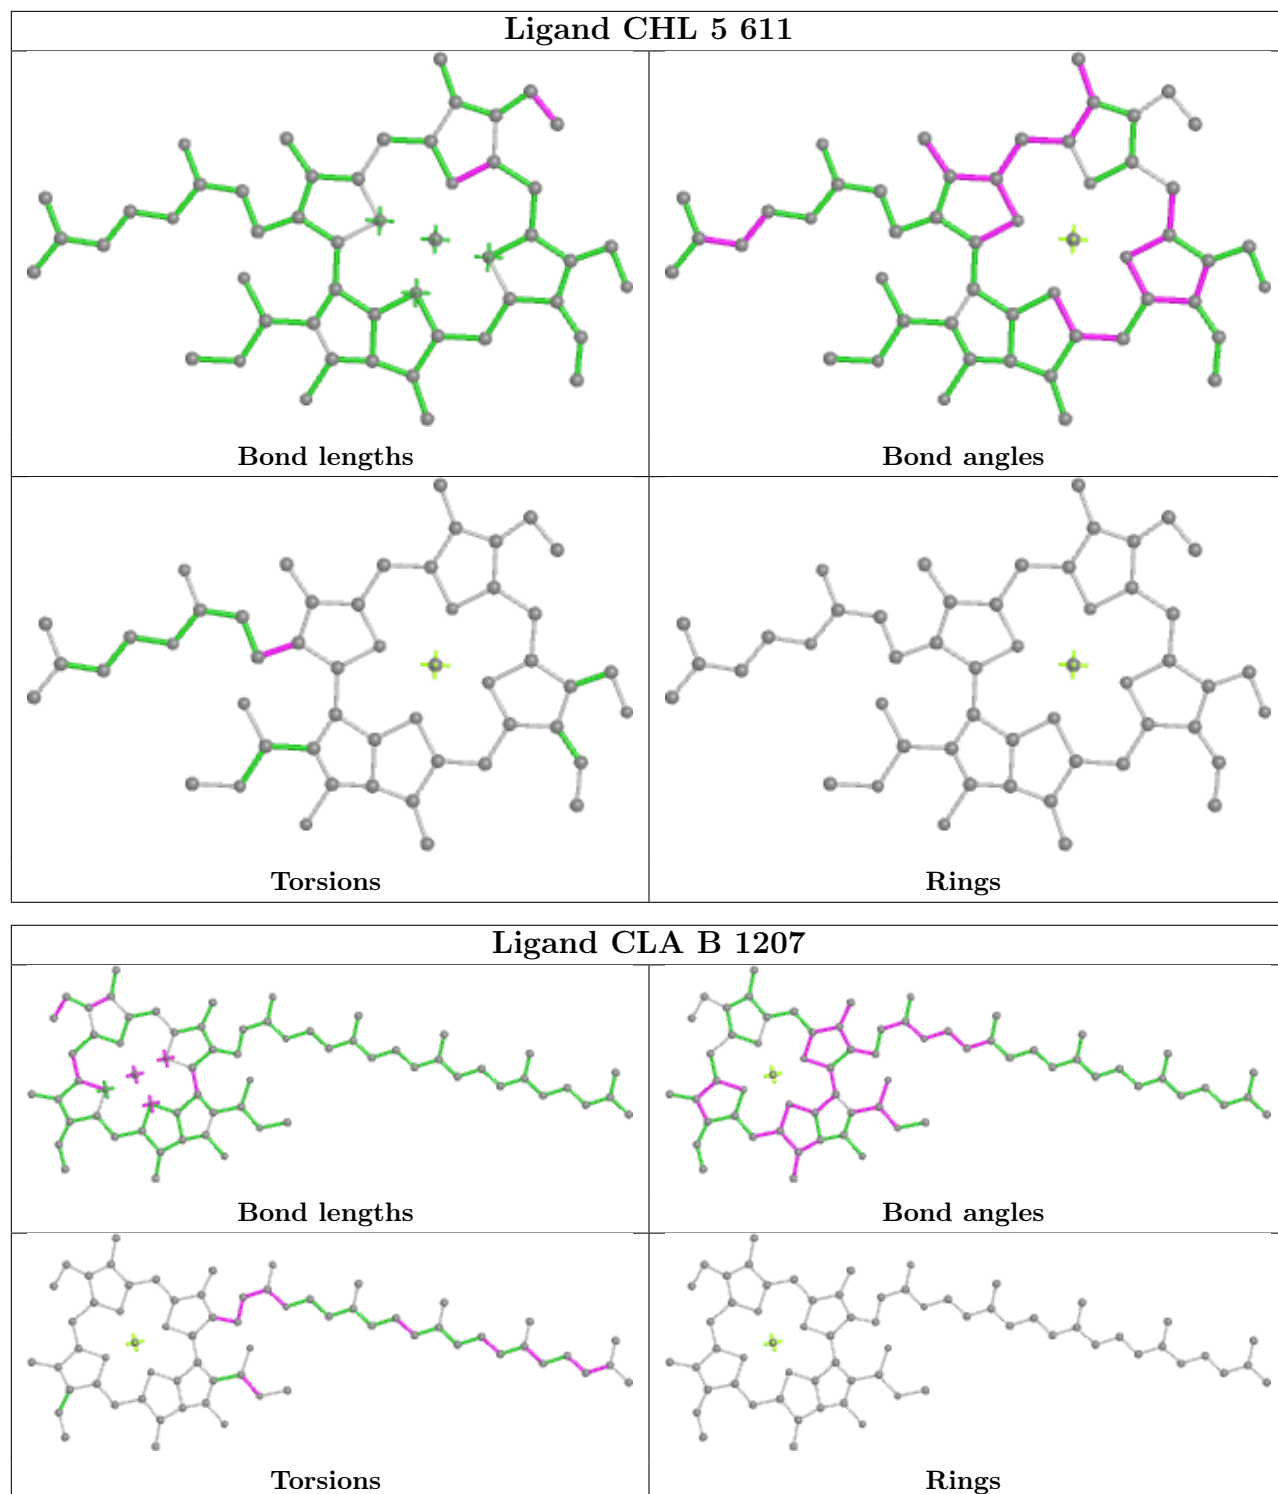 Ligand CHL 5 611
Bond lengths
Bond angles
Torsions
Rings
Ligand CLA B 1207
Bond lengths
Bond angles
Torsions
Rings